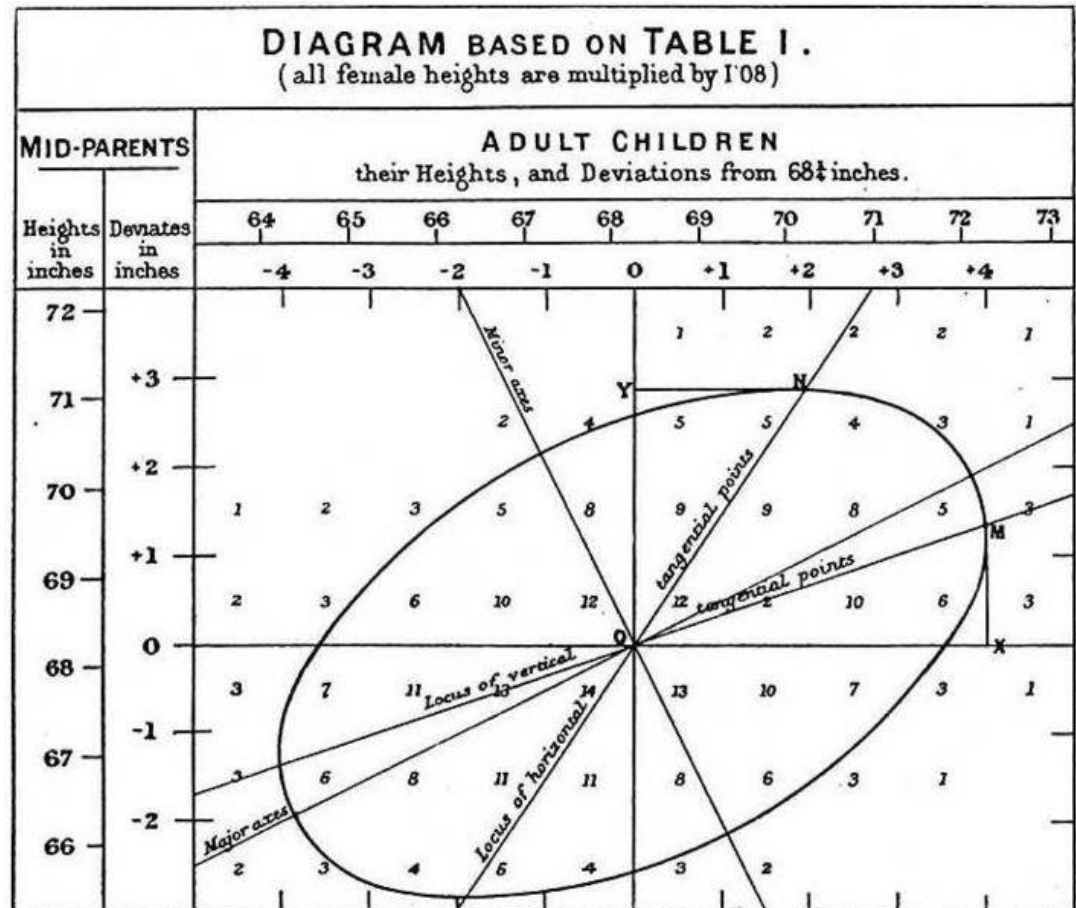 DIAGRAM BASED ON TABLE I.
(all female heights are multiplied by 1·08)
MID-PARENTS
ADULT CHILDREN
their Heights, and Deviations from 68¼ inches.
Heights in inches
Deviates in inches
64 65 66 67 68 69 70 71 72 73
-4 -3 -2 -1 0 +1 +2 +3 +4
72
1 2 2 2 1
Minor axes
+3
71
Y N
2 4 5 5 4 3 1
+2
70
tangential points
1 2 3 5 8 9 9 8 5 3
M
+1
69
tangential points
2 3 6 10 12 12 2 10 6 3
0
O X
68
Locus of vertical
3 7 11 13 14 13 10 7 3 1
-1
67
Locus of horizontal
3 6 8 11 11 8 6 3 1
-2
Major axes
66
2 3 4 5 4 3 2